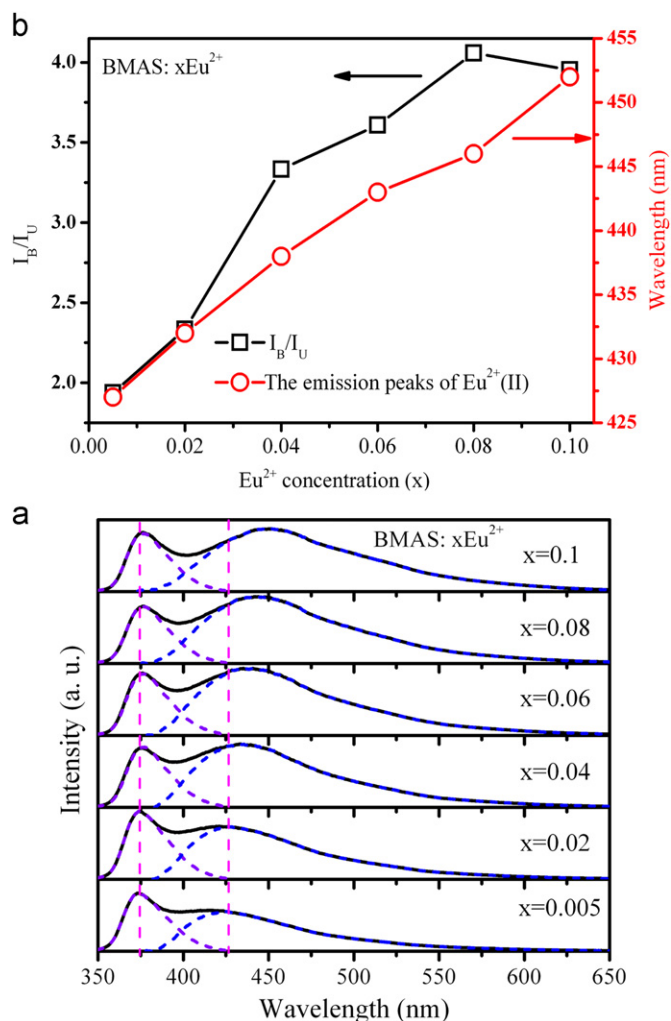 b
BMAS: xEu²⁺
4.0
3.5
3.0
2.5
2.0
I_B/I_U
455
450
445
440
435
430
425
Wavelength (nm)
I_B/I_U
The emission peaks of Eu²⁺(II)
0.00 0.02 0.04 0.06 0.08 0.10
Eu²⁺ concentration (x)
a
BMAS: xEu²⁺
x=0.1
x=0.08
x=0.06
x=0.04
x=0.02
x=0.005
Intensity (a. u.)
350 400 450 500 550 600 650
Wavelength (nm)